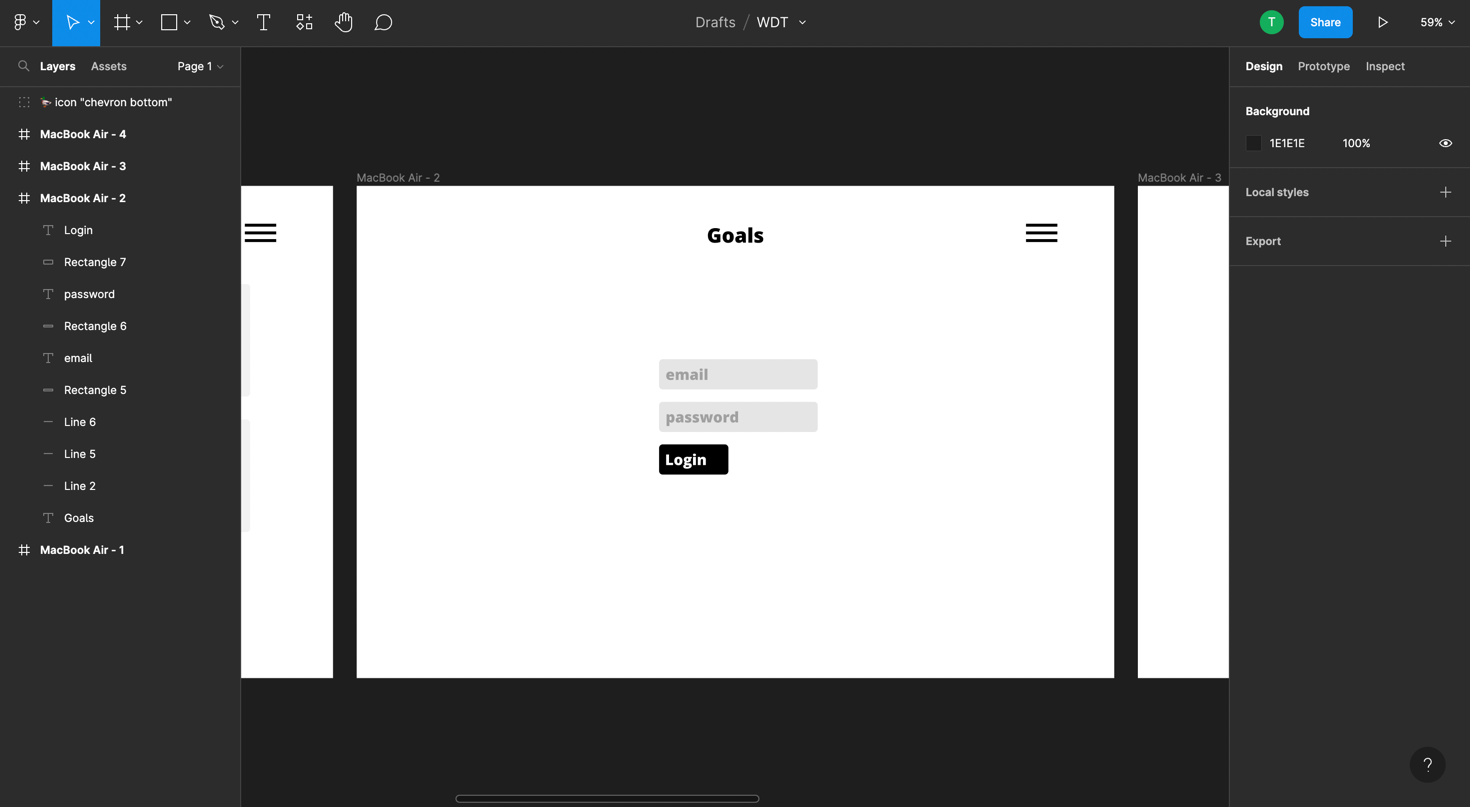 Drafts / WDT
T
Share
59%
Layers
Assets
Page 1
icon "chevron bottom"
MacBook Air - 4
MacBook Air - 3
MacBook Air - 2
Login
Rectangle 7
password
Rectangle 6
email
Rectangle 5
Line 6
Line 5
Line 2
Goals
MacBook Air - 1
MacBook Air - 2
Goals
email
password
Login
MacBook Air - 3
Design
Prototype
Inspect
Background
1E1E1E
100%
Local styles
Export
?